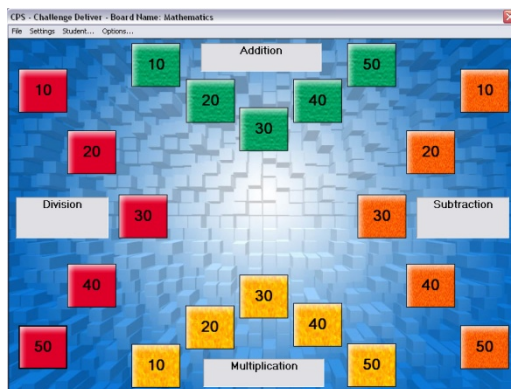 CPS - Challenge Deliver - Board Name: Mathematics
File Settings Student... Options...
10 Addition 50
10 10
20 40
30
20 20
Division 30 30 Subtraction
40 40
30
20 40
50 50
10 Multiplication 50